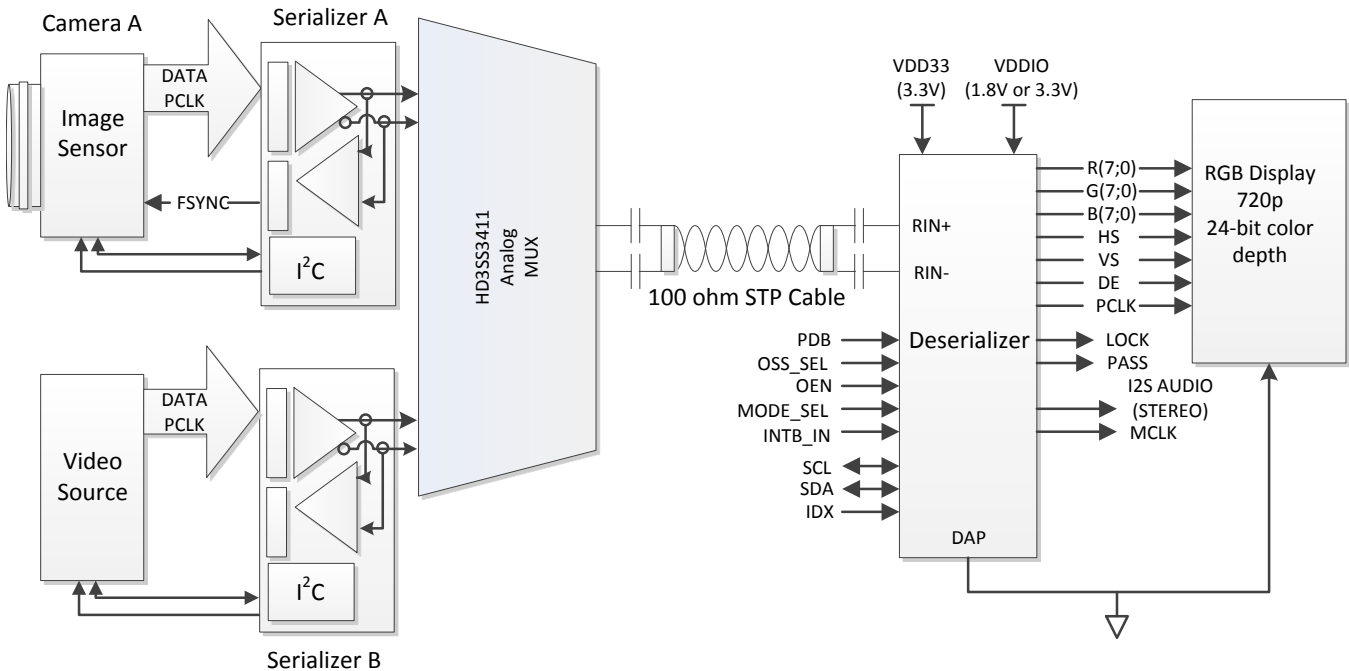 Camera A
Serializer A
DATA
PCLK
Image
Sensor
FSYNC
I²C
HD3SS3411
Analog
MUX
100 ohm STP Cable
VDD33
(3.3V)
VDDIO
(1.8V or 3.3V)
RIN+
RIN-
Deserializer
DAP
PDB
OSS_SEL
OEN
MODE_SEL
INTB_IN
SCL
SDA
IDX
R(7;0)
G(7;0)
B(7;0)
HS
VS
DE
PCLK
LOCK
PASS
I2S AUDIO
(STEREO)
MCLK
RGB Display
720p
24-bit color
depth
DATA
PCLK
Video
Source
I²C
Serializer B